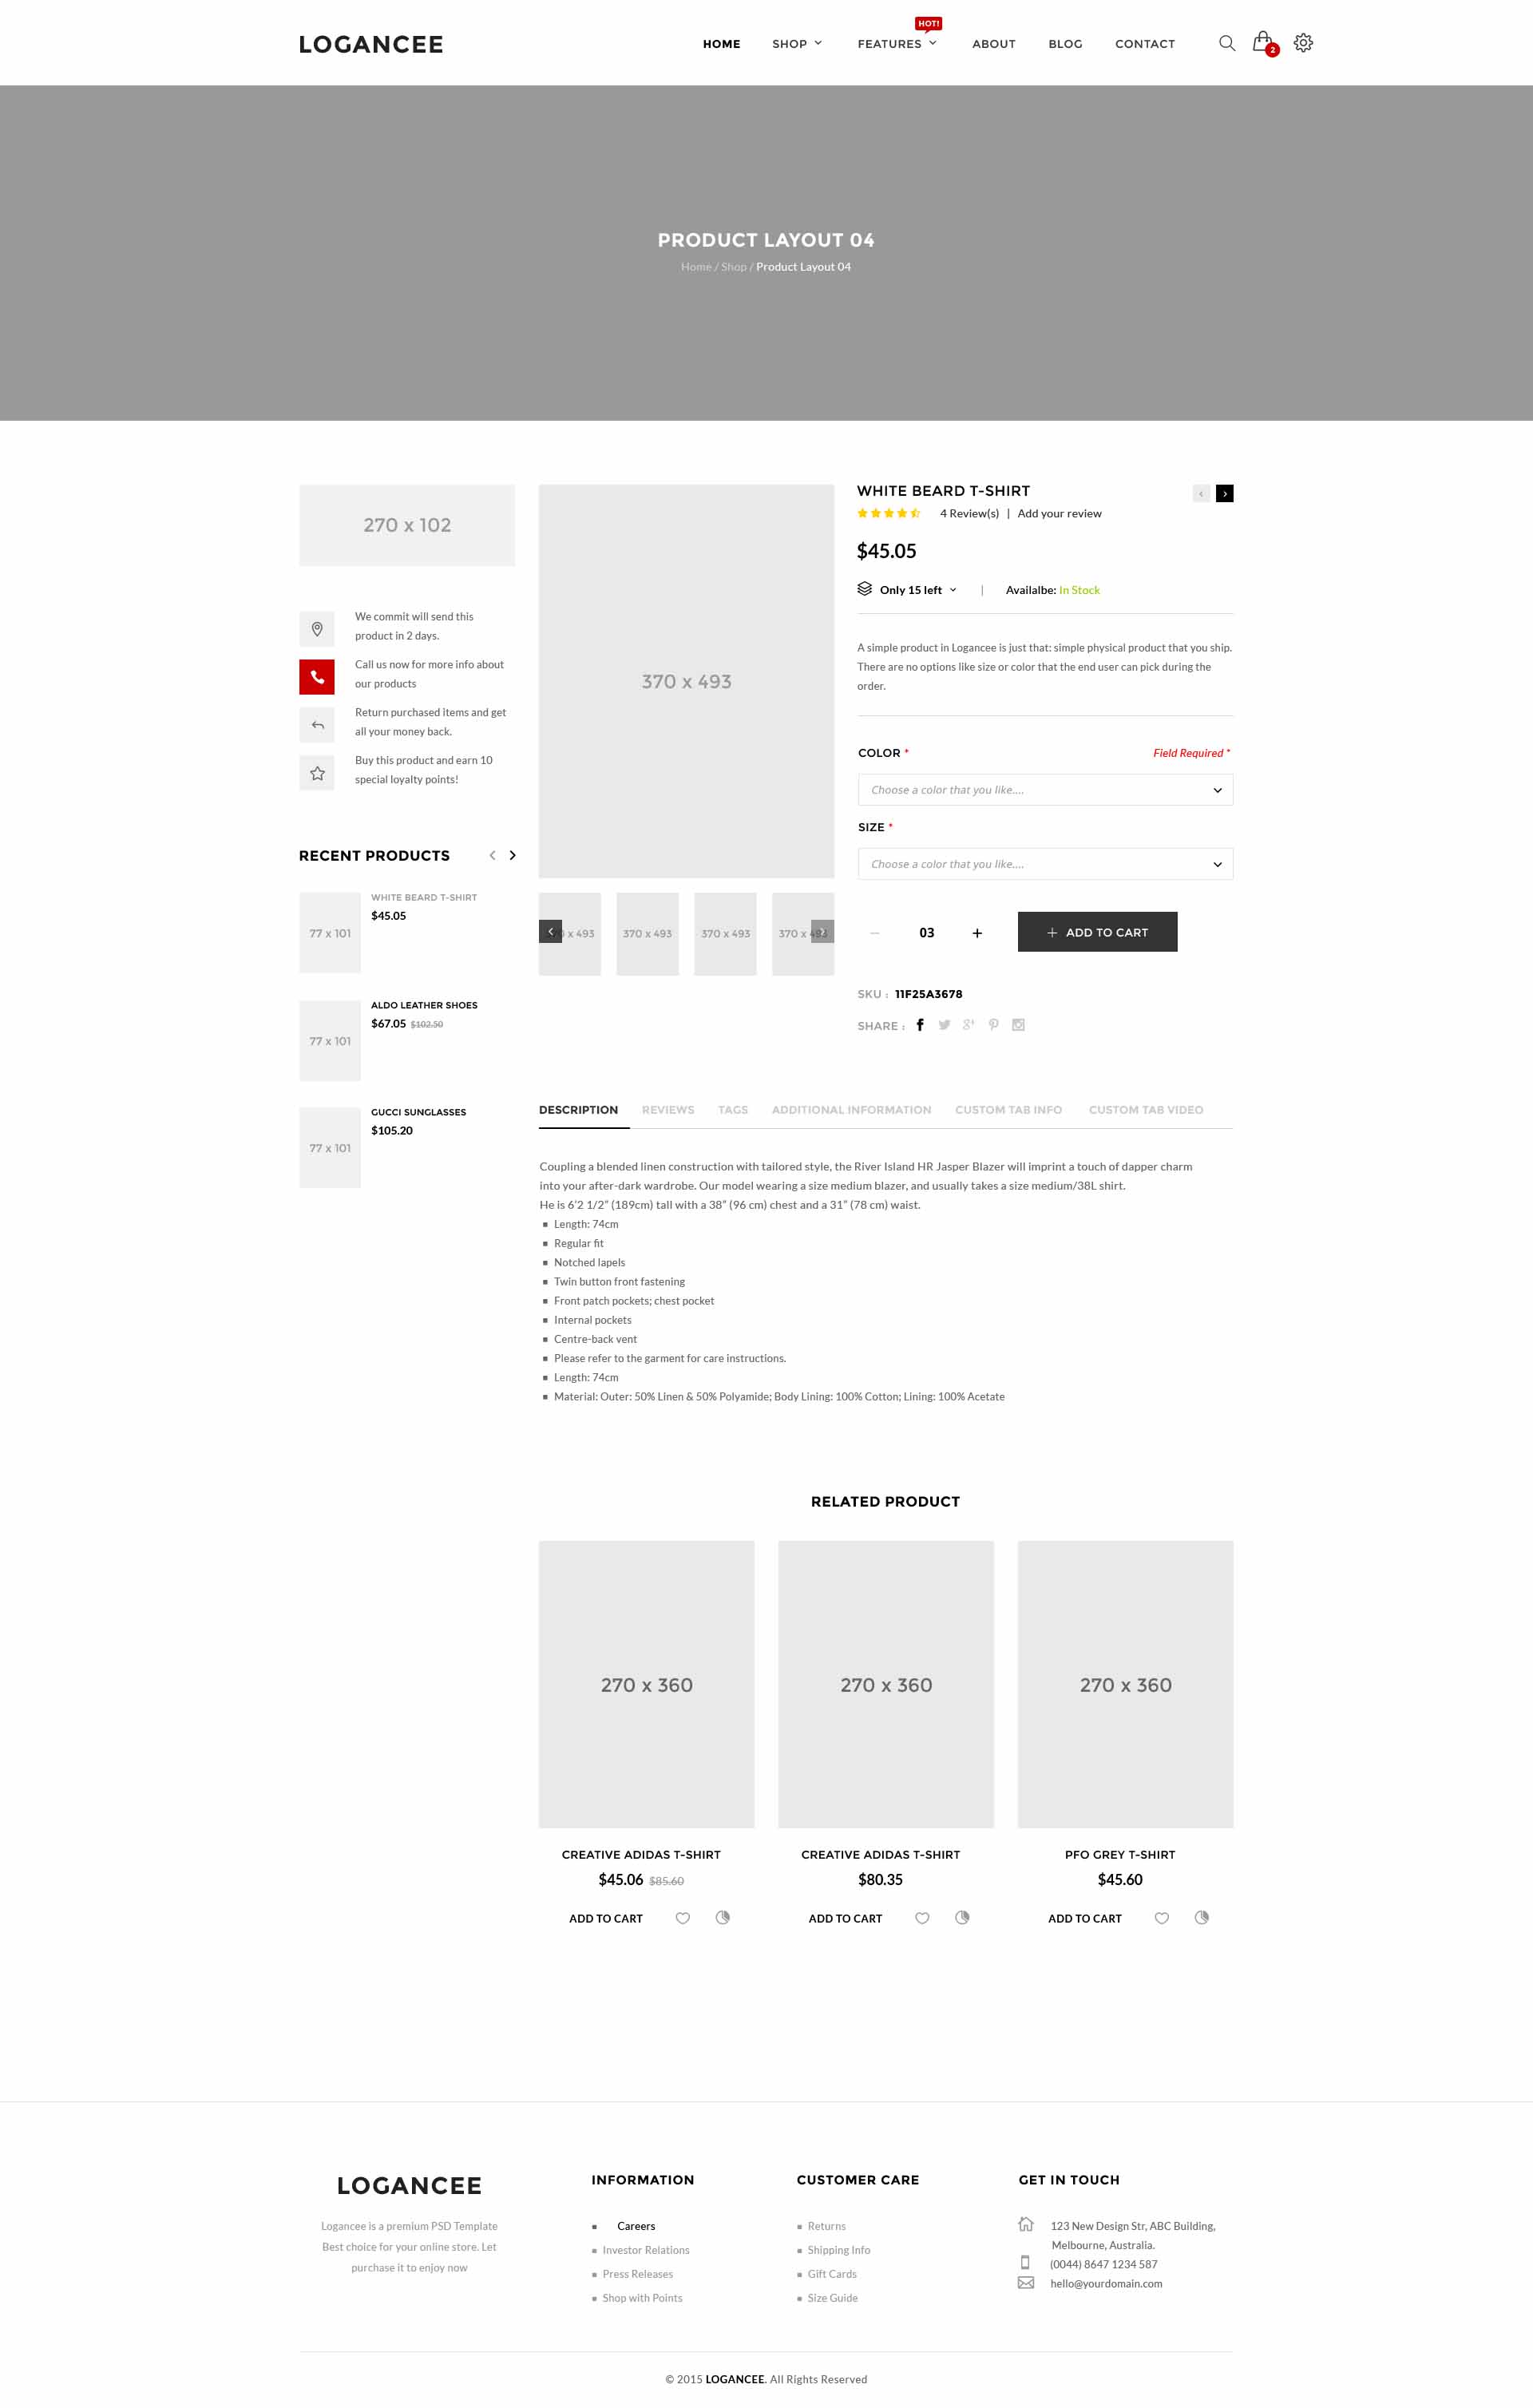 LOGANCEE
HOME SHOP FEATURES HOT! ABOUT BLOG CONTACT 2
PRODUCT LAYOUT 04
Home / Shop / Product Layout 04
270 x 102
We commit will send this
product in 2 days.
Call us now for more info about
our products
Return purchased items and get
all your money back.
Buy this product and earn 10
special loyalty points!
RECENT PRODUCTS
77 x 101
WHITE BEARD T-SHIRT
$45.05
77 x 101
ALDO LEATHER SHOES
$67.05 $102.50
77 x 101
GUCCI SUNGLASSES
$105.20
370 x 493
370 x 493 370 x 493 370 x 493 370 x 493
WHITE BEARD T-SHIRT
4 Review(s) | Add your review
$45.05
Only 15 left | Availalbe: In Stock
A simple product in Logancee is just that: simple physical product that you ship.
There are no options like size or color that the end user can pick during the
order.
COLOR * Field Required *
Choose a color that you like....
SIZE *
Choose a color that you like....
03 + ADD TO CART
SKU : 11F25A3678
SHARE :
DESCRIPTION REVIEWS TAGS ADDITIONAL INFORMATION CUSTOM TAB INFO CUSTOM TAB VIDEO
Coupling a blended linen construction with tailored style, the River Island HR Jasper Blazer will imprint a touch of dapper charm
into your after-dark wardrobe. Our model wearing a size medium blazer, and usually takes a size medium/38L shirt.
He is 6’2 1/2” (189cm) tall with a 38” (96 cm) chest and a 31” (78 cm) waist.
■ Length: 74cm
■ Regular fit
■ Notched lapels
■ Twin button front fastening
■ Front patch pockets; chest pocket
■ Internal pockets
■ Centre-back vent
■ Please refer to the garment for care instructions.
■ Length: 74cm
■ Material: Outer: 50% Linen & 50% Polyamide; Body Lining: 100% Cotton; Lining: 100% Acetate
RELATED PRODUCT
270 x 360 270 x 360 270 x 360
CREATIVE ADIDAS T-SHIRT CREATIVE ADIDAS T-SHIRT PFO GREY T-SHIRT
$45.06 $85.60 $80.35 $45.60
ADD TO CART ADD TO CART ADD TO CART
LOGANCEE
Logancee is a premium PSD Template
Best choice for your online store. Let
purchase it to enjoy now
INFORMATION
■ Careers
■ Investor Relations
■ Press Releases
■ Shop with Points
CUSTOMER CARE
■ Returns
■ Shipping Info
■ Gift Cards
■ Size Guide
GET IN TOUCH
123 New Design Str, ABC Building,
Melbourne, Australia.
(0044) 8647 1234 587
hello@yourdomain.com
© 2015 LOGANCEE. All Rights Reserved